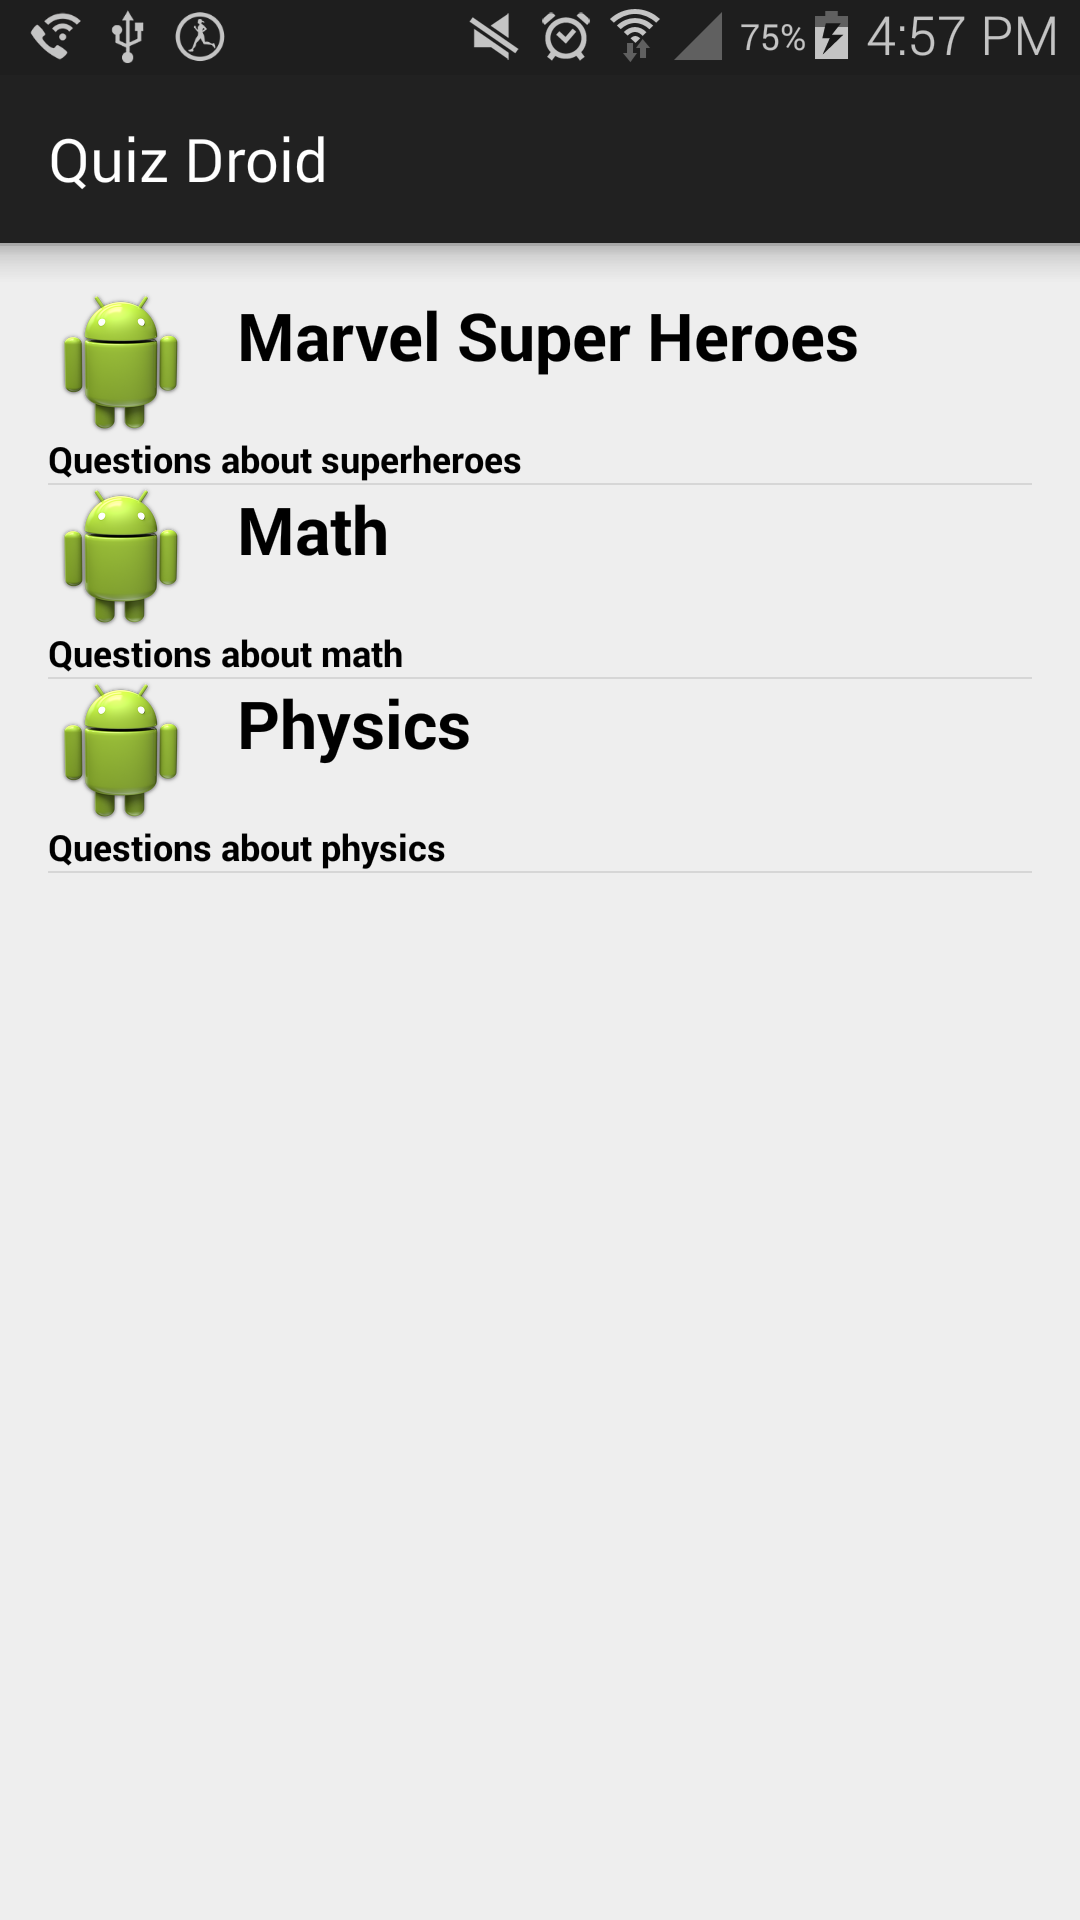 75% 4:57 PM
Quiz Droid
Marvel Super Heroes
Questions about superheroes
Math
Questions about math
Physics
Questions about physics